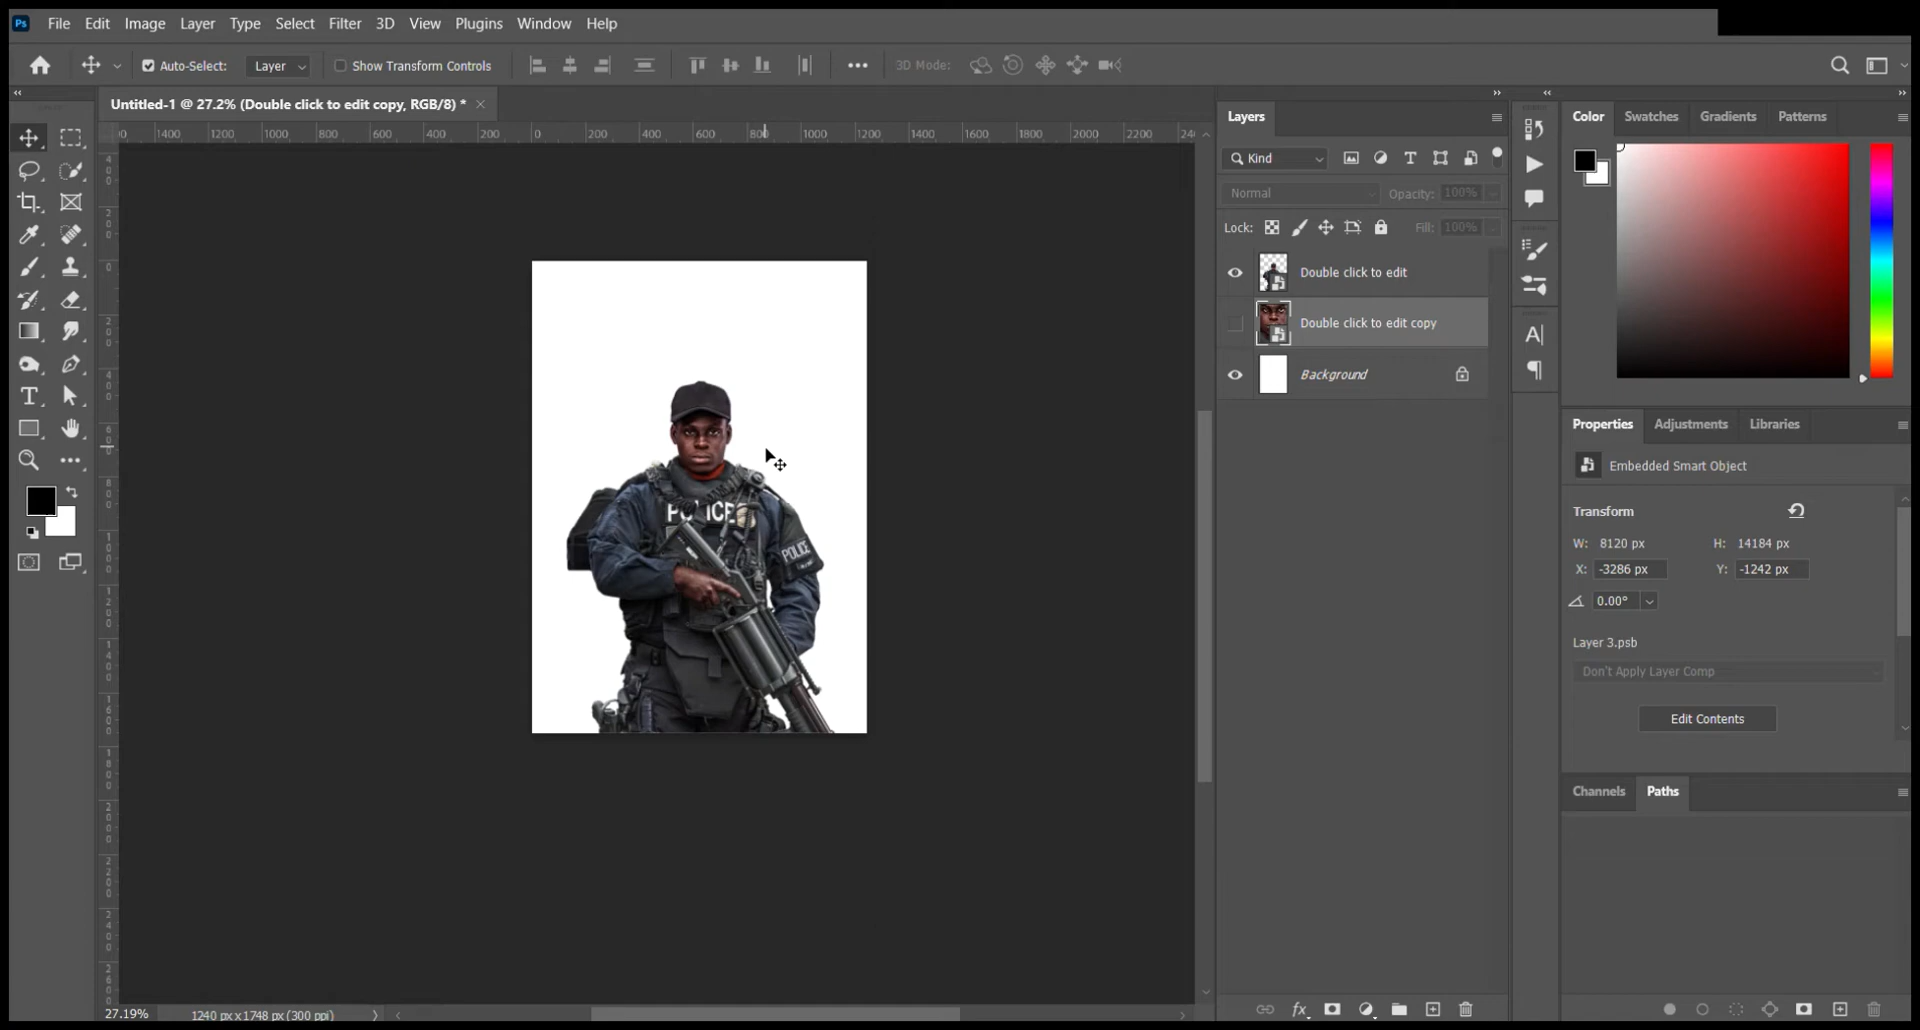 Ps File Edit Image Layer Type Select Filter 3D View Plugins Window Help
Auto-Select: Layer Show Transform Controls 3D Mode:
Untitled-1 @ 27.2% (Double click to edit copy, RGB/8) *
1400 1200 1000 800 600 400 200 0 200 400 600 800 1000 1200 1400 1600 1800 2000 2200
Layers
Kind
Normal Opacity: 100%
Lock: Fill: 100%
Double click to edit
Double click to edit copy
Background
Color Swatches Gradients Patterns
Properties Adjustments Libraries
Embedded Smart Object
Transform
W: 8120 px H: 14184 px
X: -3286 px Y: -1242 px
0.00°
Layer 3.psb
Don't Apply Layer Comp
Edit Contents
Channels Paths
POLICE
POLICE
27.19% 1240 px x 1748 px (300 ppi)